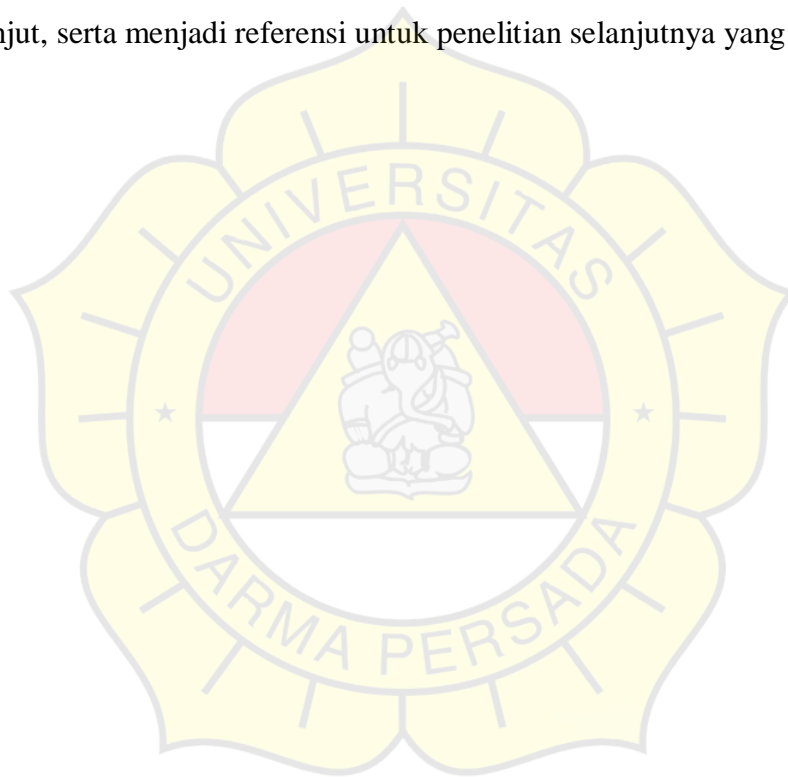 njut, serta menjadi referensi untuk penelitian selanjutnya yang
UNIVERSITAS
DARMA PERSADA